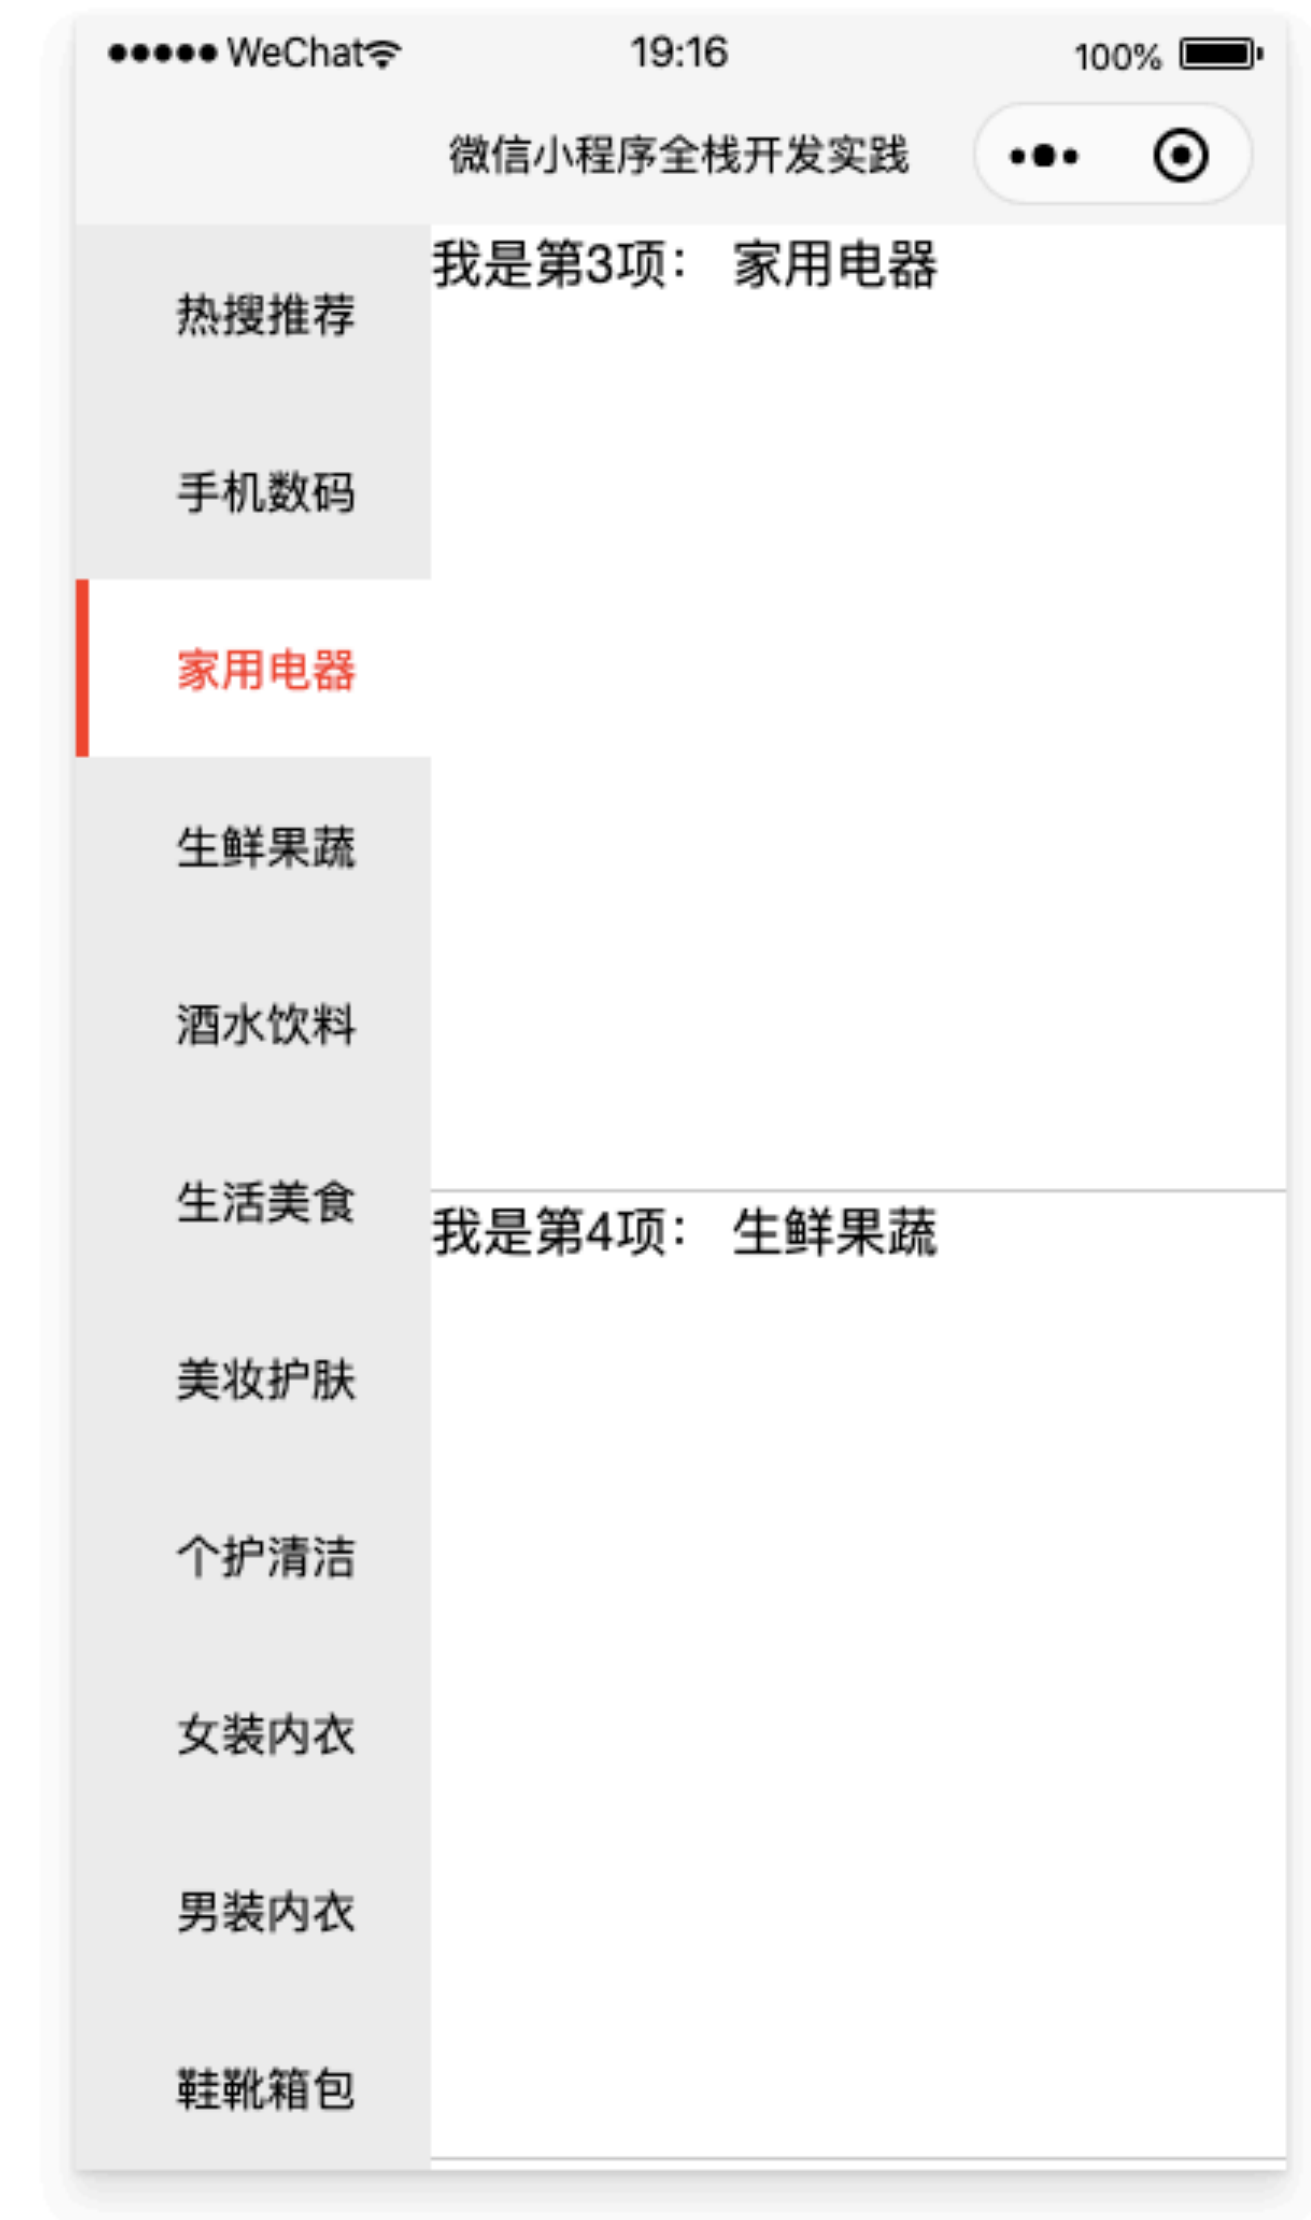 WeChat 19:16 100%
微信小程序全栈开发实践
热搜推荐
手机数码
家用电器
生鲜果蔬
酒水饮料
生活美食
美妆护肤
个护清洁
女装内衣
男装内衣
鞋靴箱包
我是第3项： 家用电器
我是第4项： 生鲜果蔬